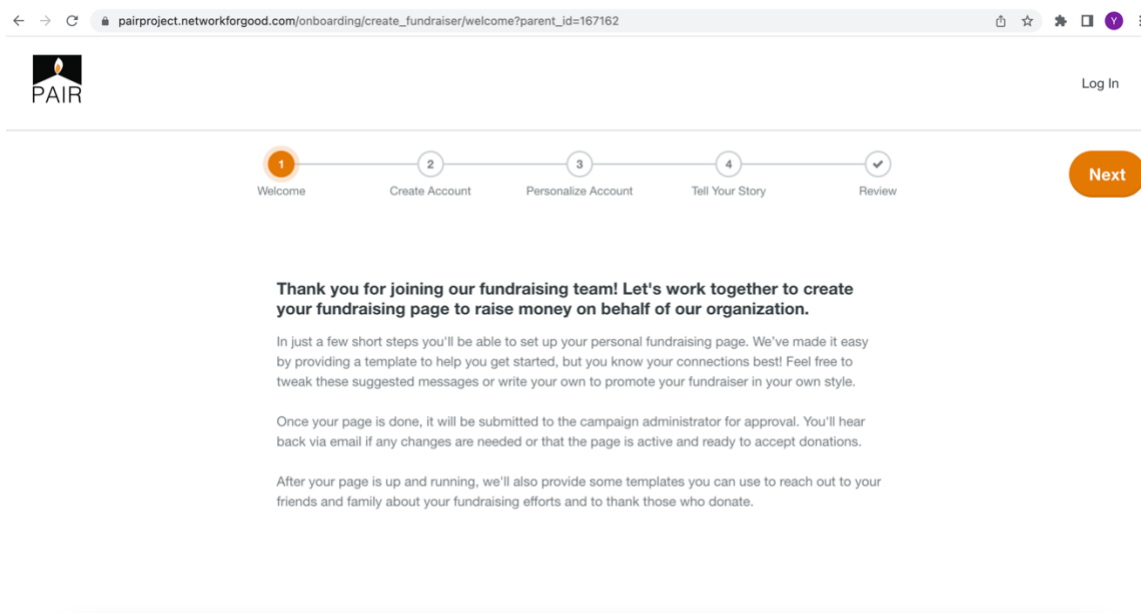 pairproject.networkforgood.com/onboarding/create_fundraiser/welcome?parent_id=167162
Y
PAIR
Log In
1
2
3
4
Welcome
Create Account
Personalize Account
Tell Your Story
Review
Next
Thank you for joining our fundraising team! Let's work together to create
your fundraising page to raise money on behalf of our organization.
In just a few short steps you'll be able to set up your personal fundraising page. We've made it easy
by providing a template to help you get started, but you know your connections best! Feel free to
tweak these suggested messages or write your own to promote your fundraiser in your own style.
Once your page is done, it will be submitted to the campaign administrator for approval. You'll hear
back via email if any changes are needed or that the page is active and ready to accept donations.
After your page is up and running, we'll also provide some templates you can use to reach out to your
friends and family about your fundraising efforts and to thank those who donate.